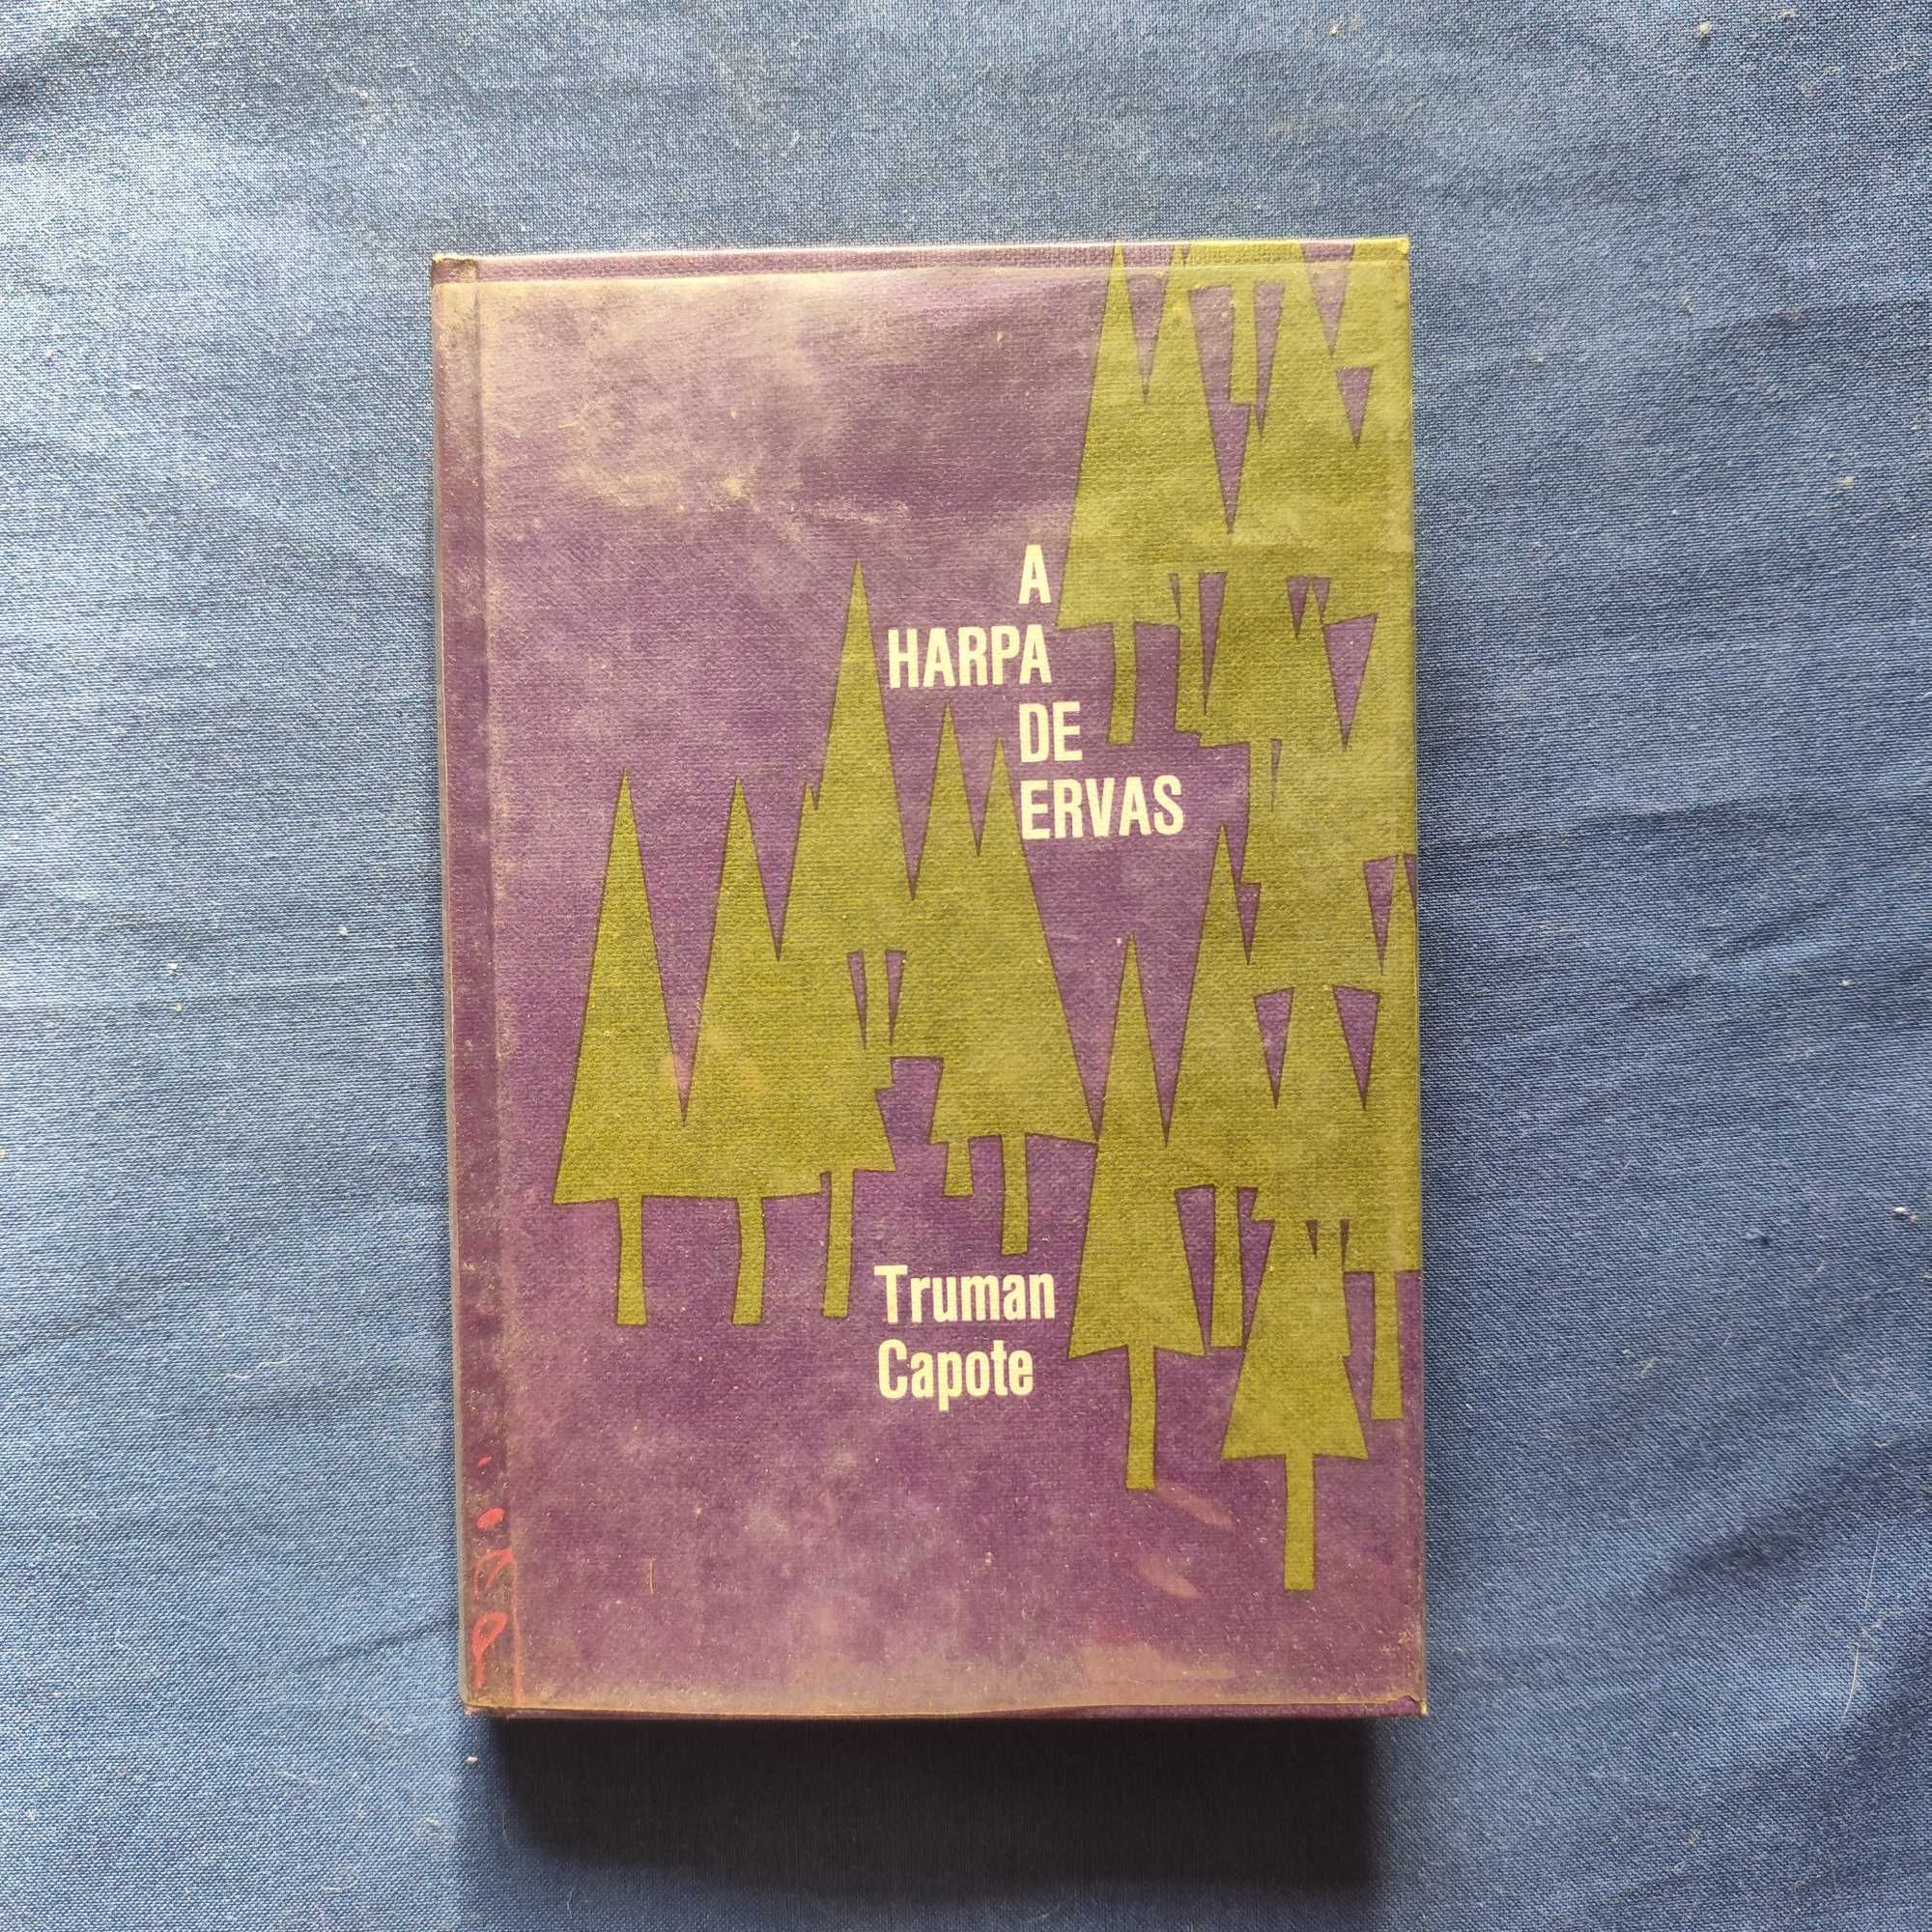 A
HARPA
DE
ERVAS
Truman
Capote